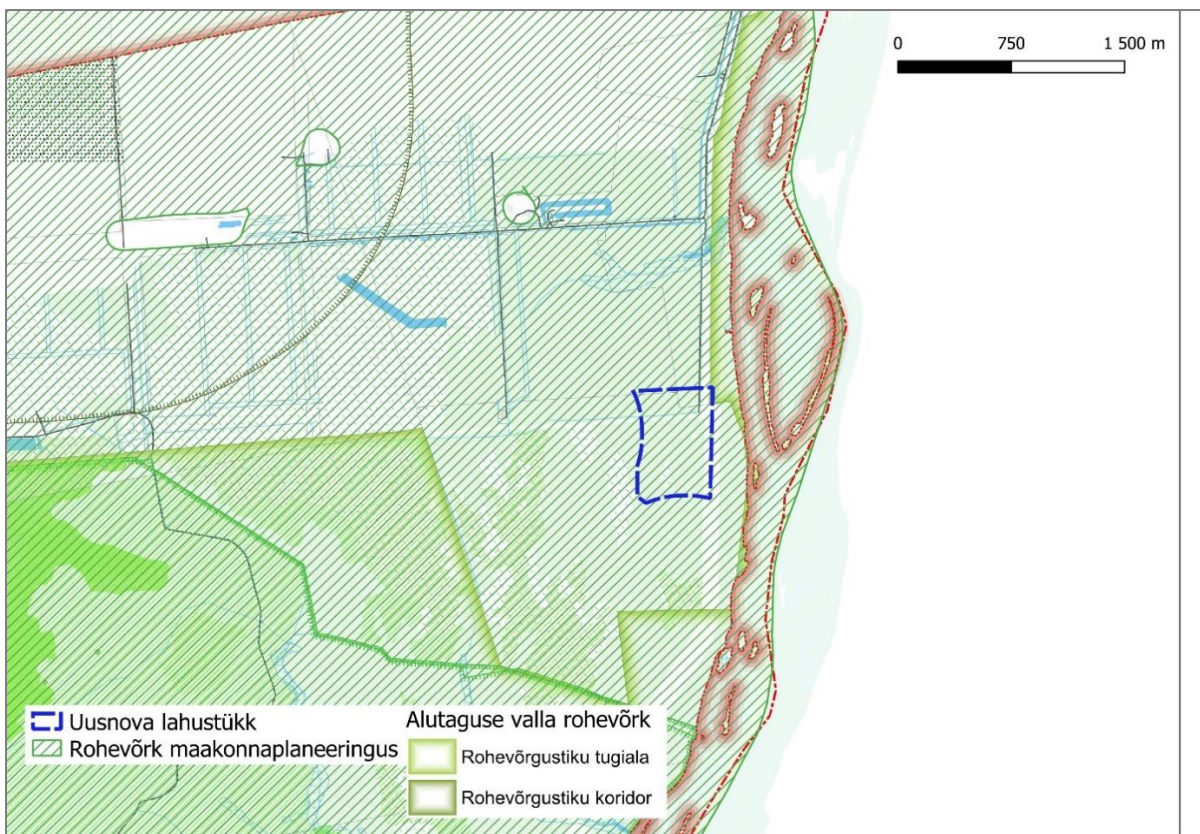 0 750 1 500 m
Uusnova lahustükk
Rohevõrk maakonnaplaneeringus
Alutaguse valla rohevõrk
Rohevõrgustiku tugiala
Rohevõrgustiku koridor